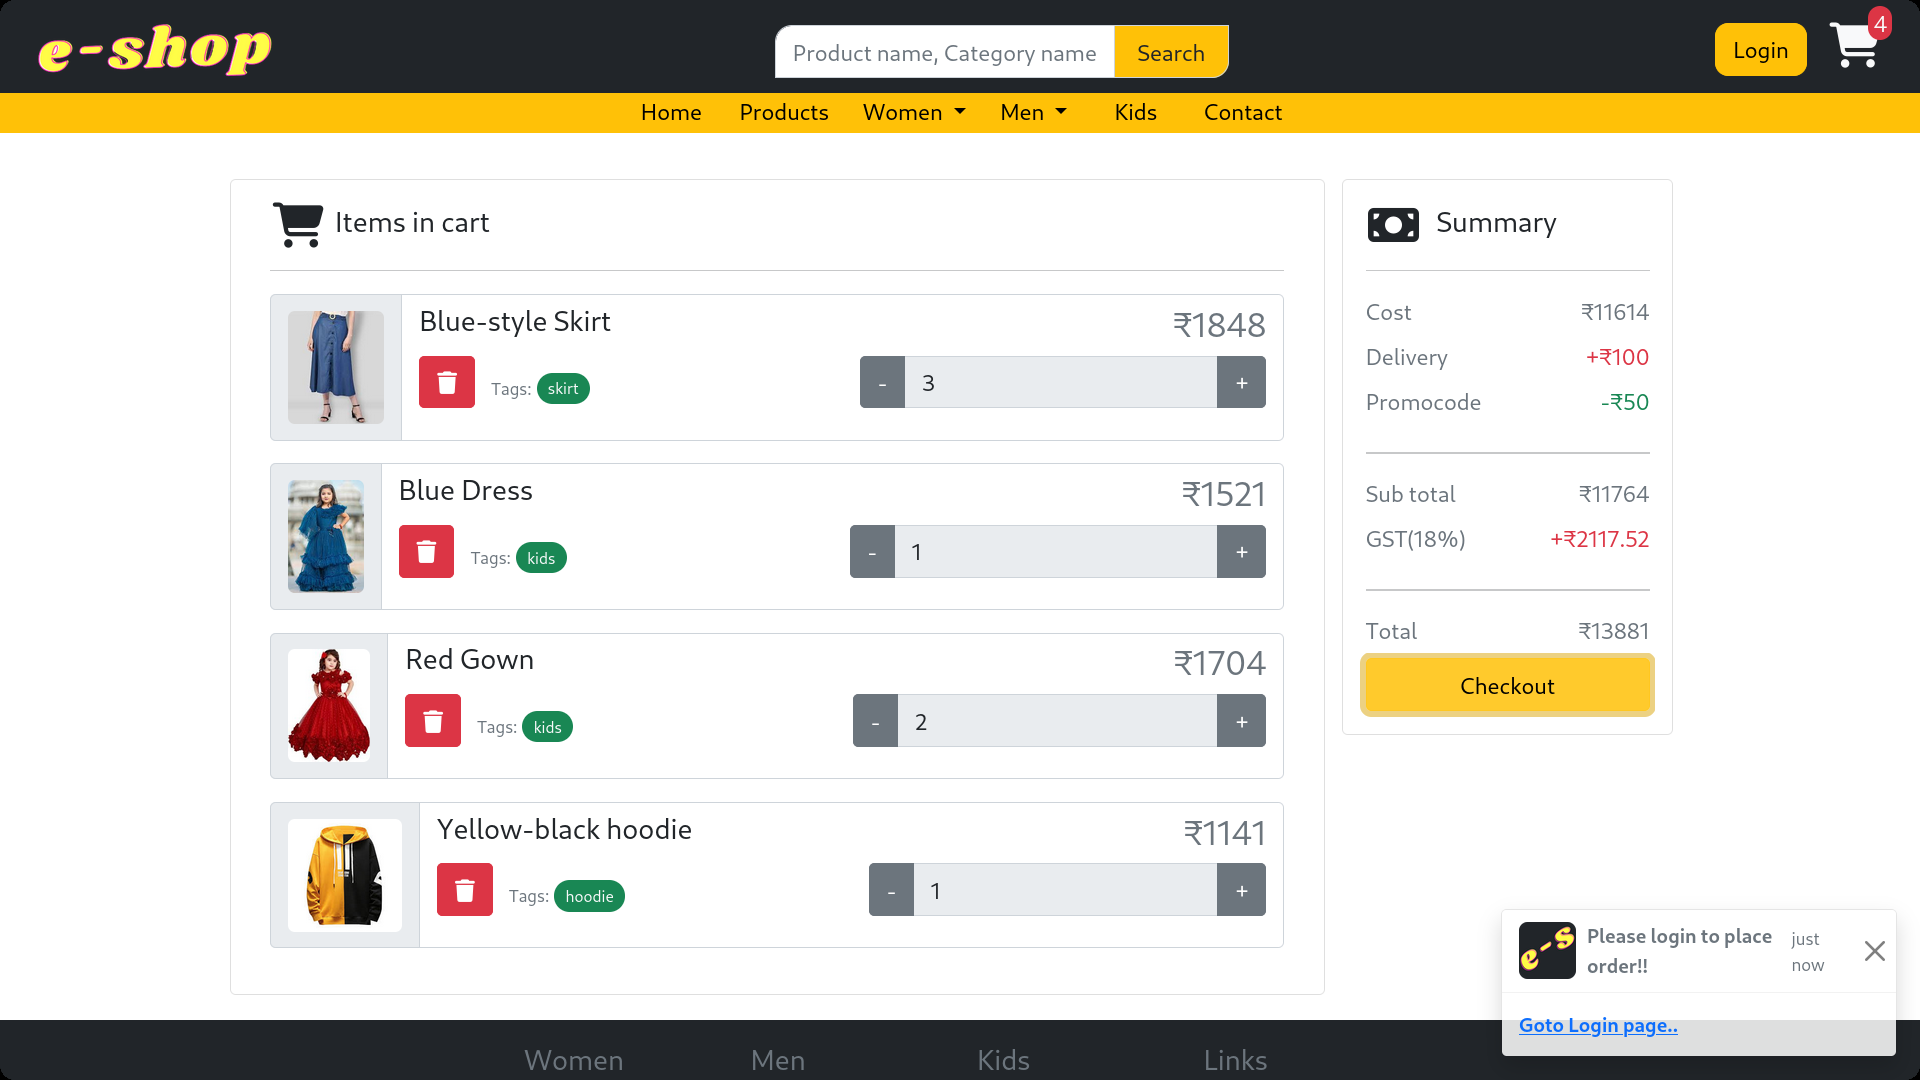 e-shop
Product name, Category name
Search
Login
4
Home Products Women Men Kids Contact
Items in cart
Blue-style Skirt
₹1848
Tags: skirt
- 3 +
Blue Dress
₹1521
Tags: kids
- 1 +
Red Gown
₹1704
Tags: kids
- 2 +
Yellow-black hoodie
₹1141
Tags: hoodie
- 1 +
Summary
Cost ₹11614
Delivery +₹100
Promocode -₹50
Sub total ₹11764
GST(18%) +₹2117.52
Total ₹13881
Checkout
e-s
Please login to place
order!!
just
now
Goto Login page..
Women Men Kids Links